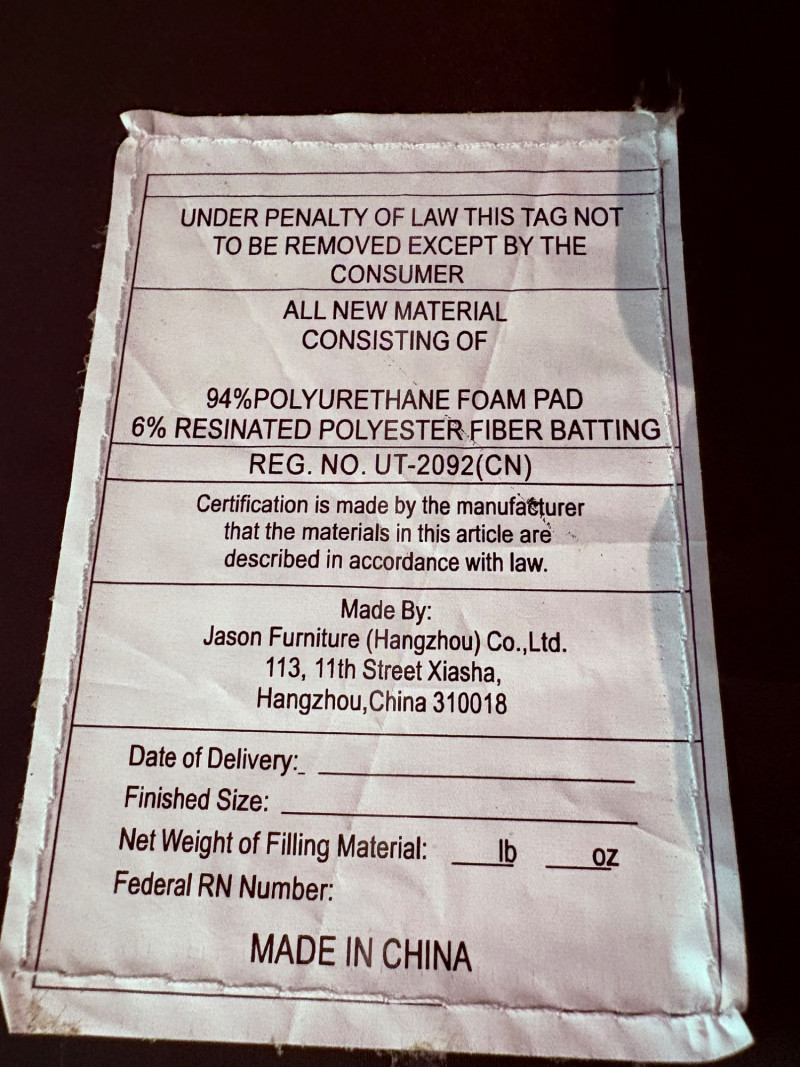 UNDER PENALTY OF LAW THIS TAG NOT
TO BE REMOVED EXCEPT BY THE
CONSUMER
ALL NEW MATERIAL
CONSISTING OF
94%POLYURETHANE FOAM PAD
6% RESINATED POLYESTER FIBER BATTING
REG. NO. UT-2092(CN)
Certification is made by the manufacturer
that the materials in this article are
described in accordance with law.
Made By:
Jason Furniture (Hangzhou) Co.,Ltd.
113, 11th Street Xiasha,
Hangzhou,China 310018
Date of Delivery:
Finished Size:
Net Weight of Filling Material: lb oz
Federal RN Number:
MADE IN CHINA